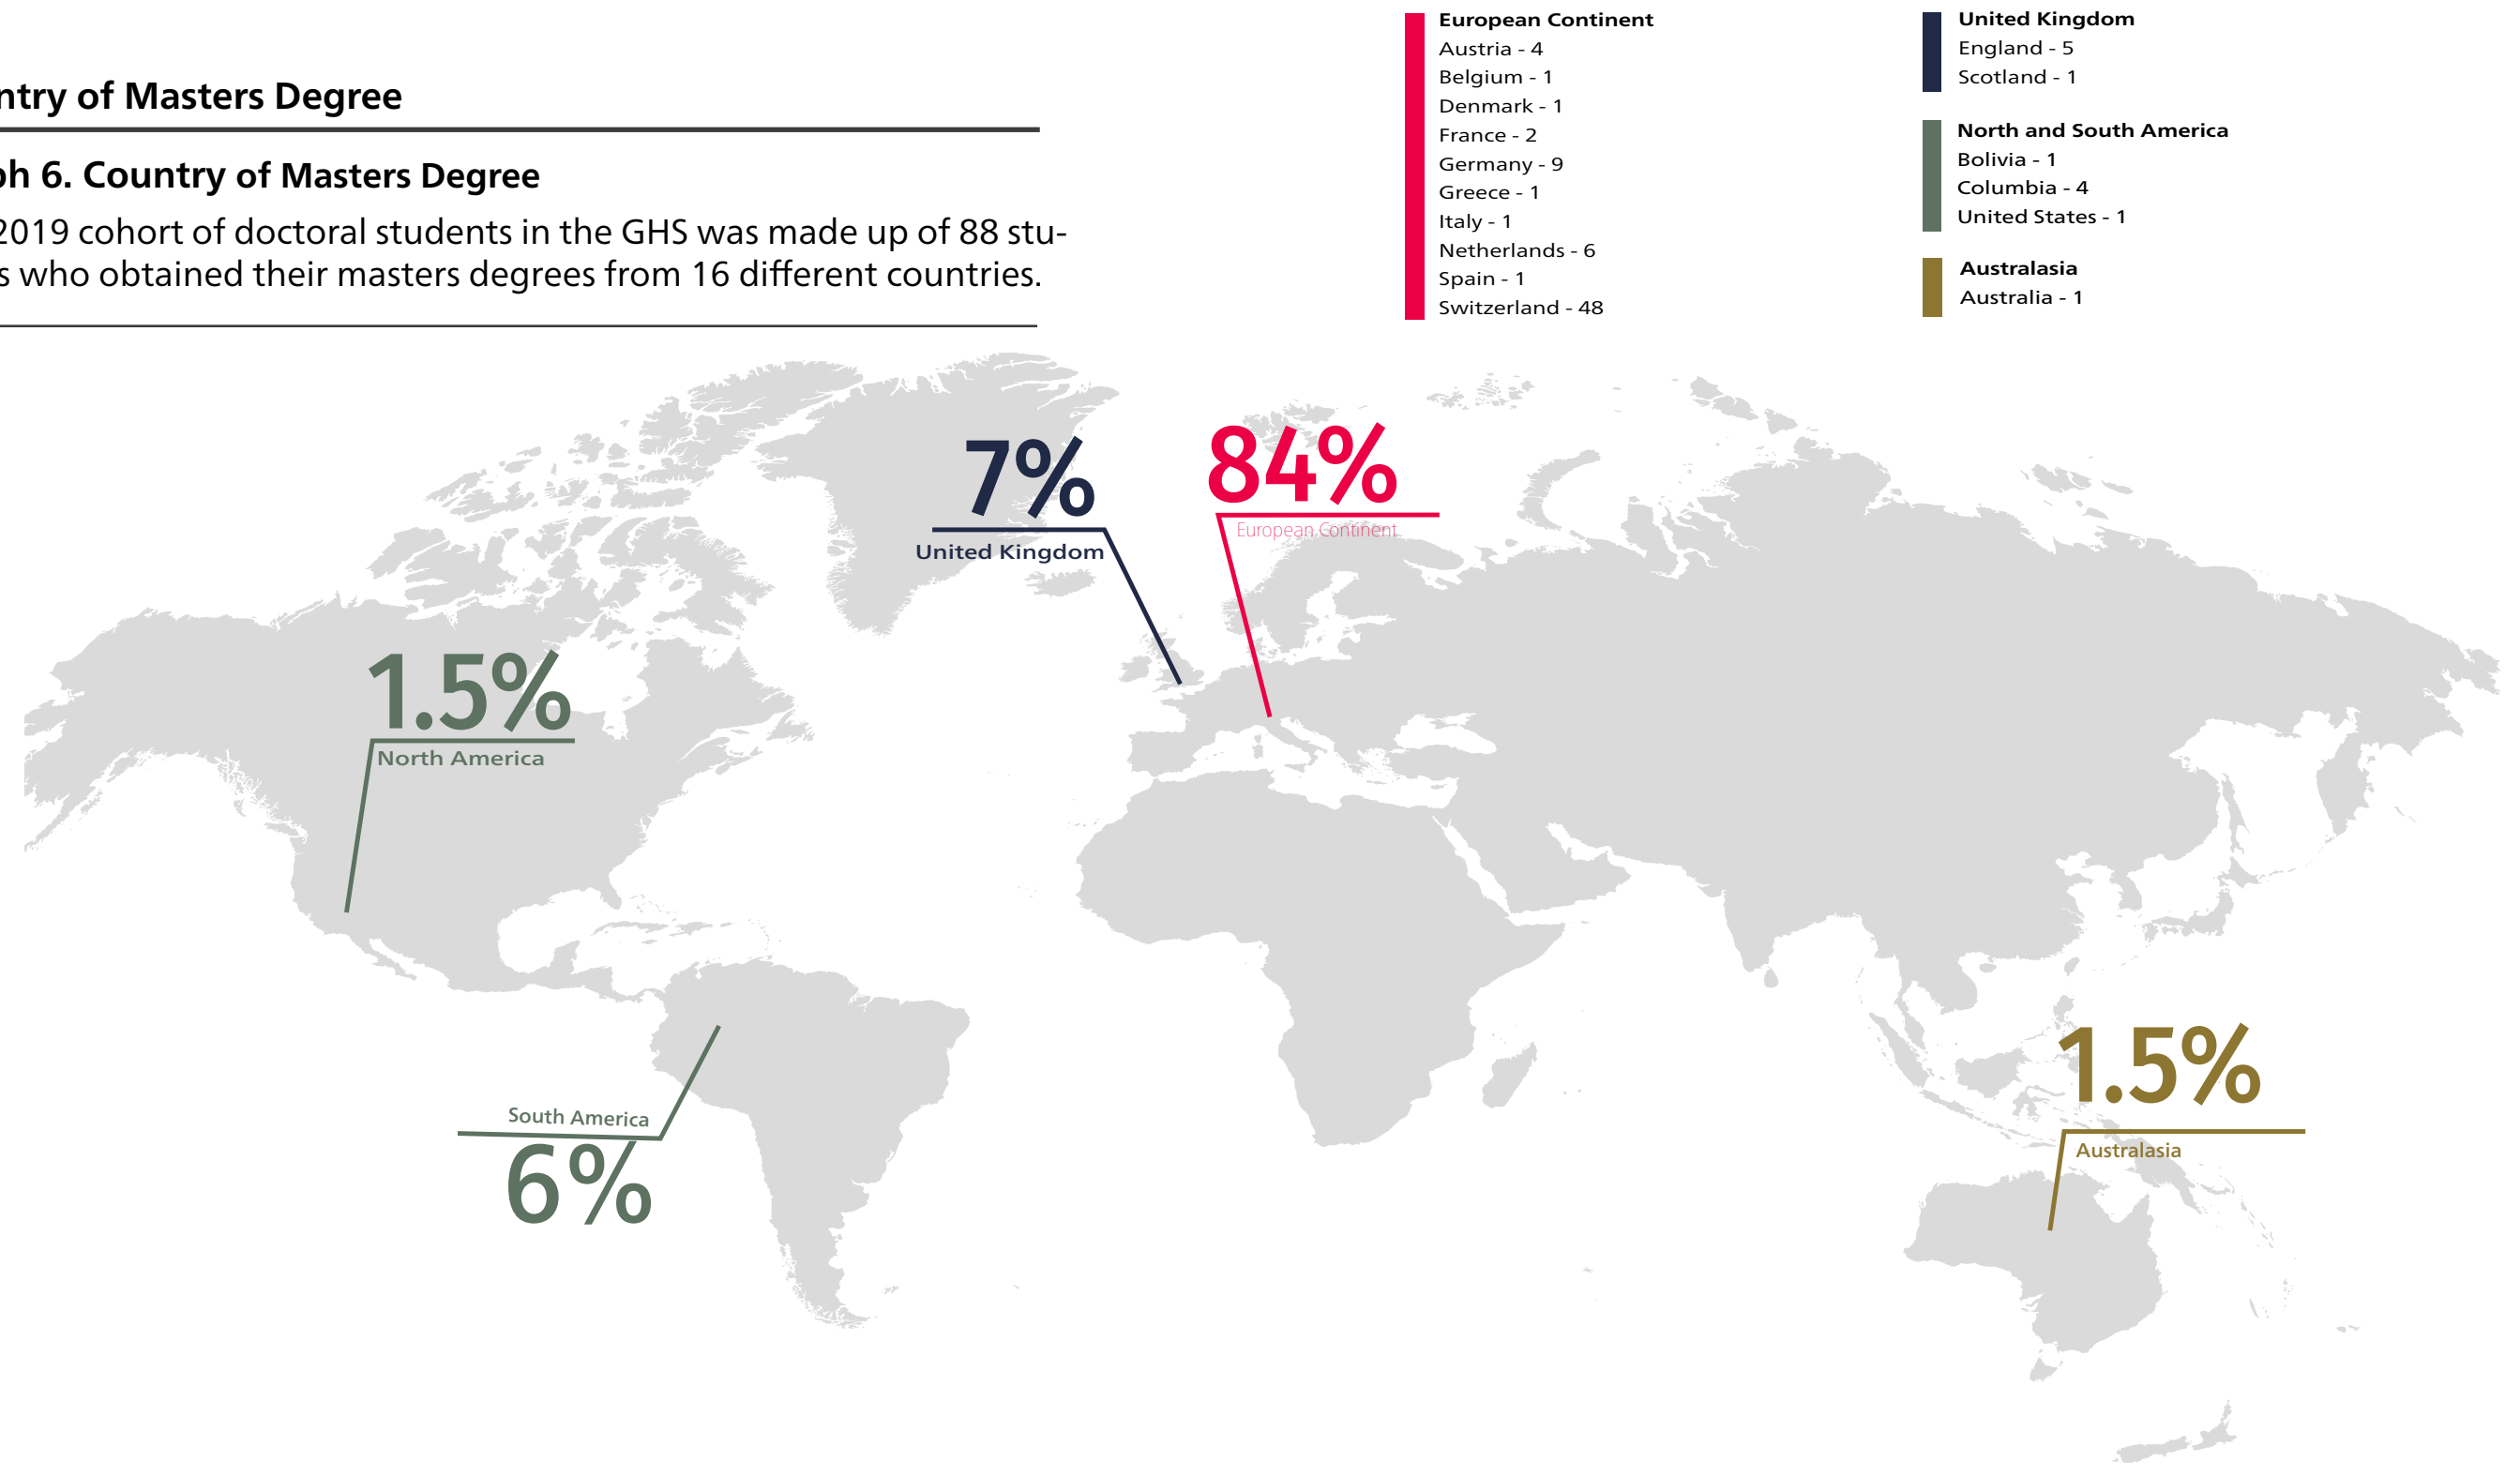 ntry of Masters Degree
ph 6. Country of Masters Degree
2019 cohort of doctoral students in the GHS was made up of 88 stu-
s who obtained their masters degrees from 16 different countries.
European Continent
Austria - 4
Belgium - 1
Denmark - 1
France - 2
Germany - 9
Greece - 1
Italy - 1
Netherlands - 6
Spain - 1
Switzerland - 48
United Kingdom
England - 5
Scotland - 1
North and South America
Bolivia - 1
Columbia - 4
United States - 1
Australasia
Australia - 1
7%
United Kingdom
84%
European Continent
1.5%
North America
South America
6%
1.5%
Australasia